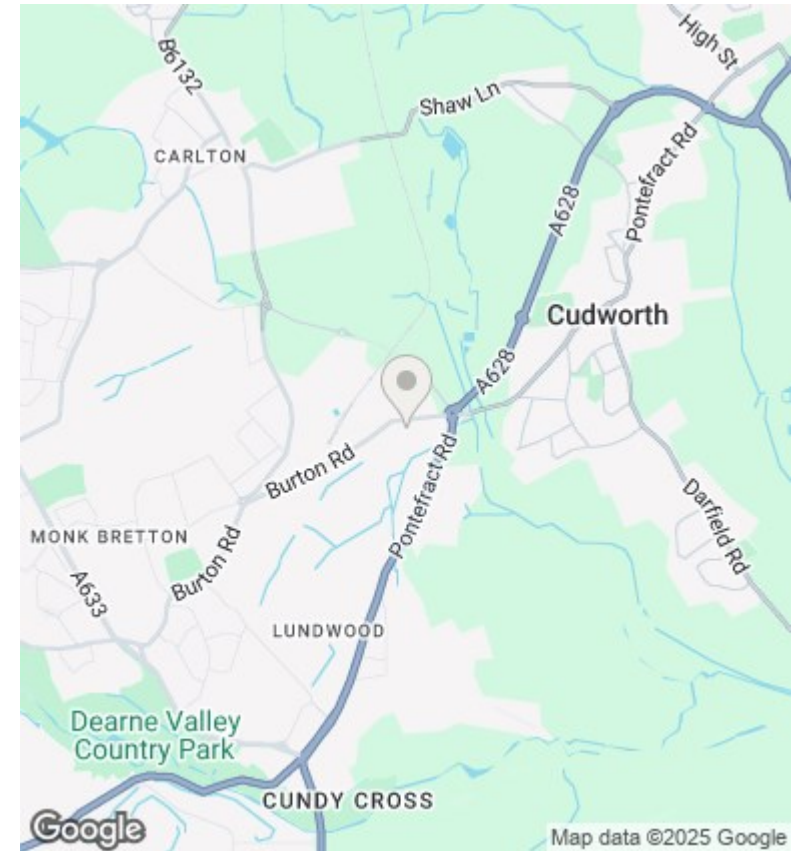 High St
B6132
Shaw Ln
CARLTON
Pontefract Rd
A628
Cudworth
A628
Burton Rd
Pontefract Rd
Darfield Rd
MONK BRETTON
Burton Rd
A633
LUNDWOOD
Dearne Valley
Country Park
CUNDY CROSS
Google
Map data ©2025 Google